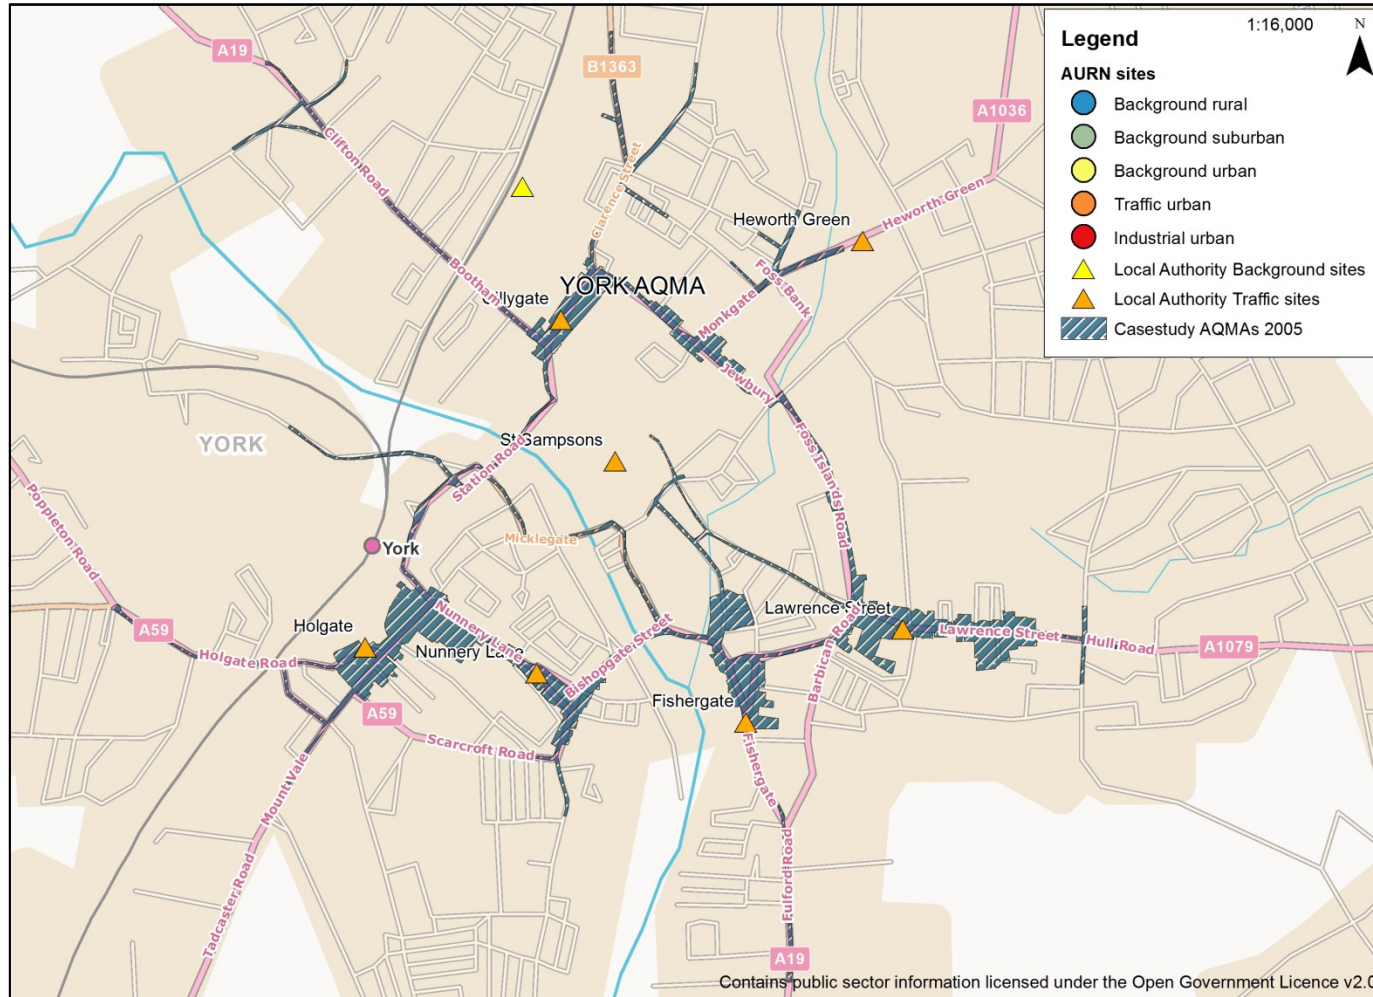 1:16,000
N
Legend
AURN sites
Background rural
Background suburban
Background urban
Traffic urban
Industrial urban
Local Authority Background sites
Local Authority Traffic sites
Casestudy AQMAs 2005
A19
B1363
A1036
Clifton Road
Clarence Street
Heworth Green
Heworth Green
Bootham
YORK AQMA
Foss Bank
Monkgate
Jewbury
YORK
St Sampsons
Station Road
Foss Islands Road
Poppleton Road
Micklegate
York
Nunnery Lane
Lawrence Street
Lawrence Street
Hull Road
A1079
A59
Holgate
Holgate Road
Nunnery Lane
Bishopgate Street
Barbican Road
Fishergate
A59
Scarcroft Road
Fishergate
Mount Vale
Tadcaster Road
Fulford Road
A19
Contains public sector information licensed under the Open Government Licence v2.0